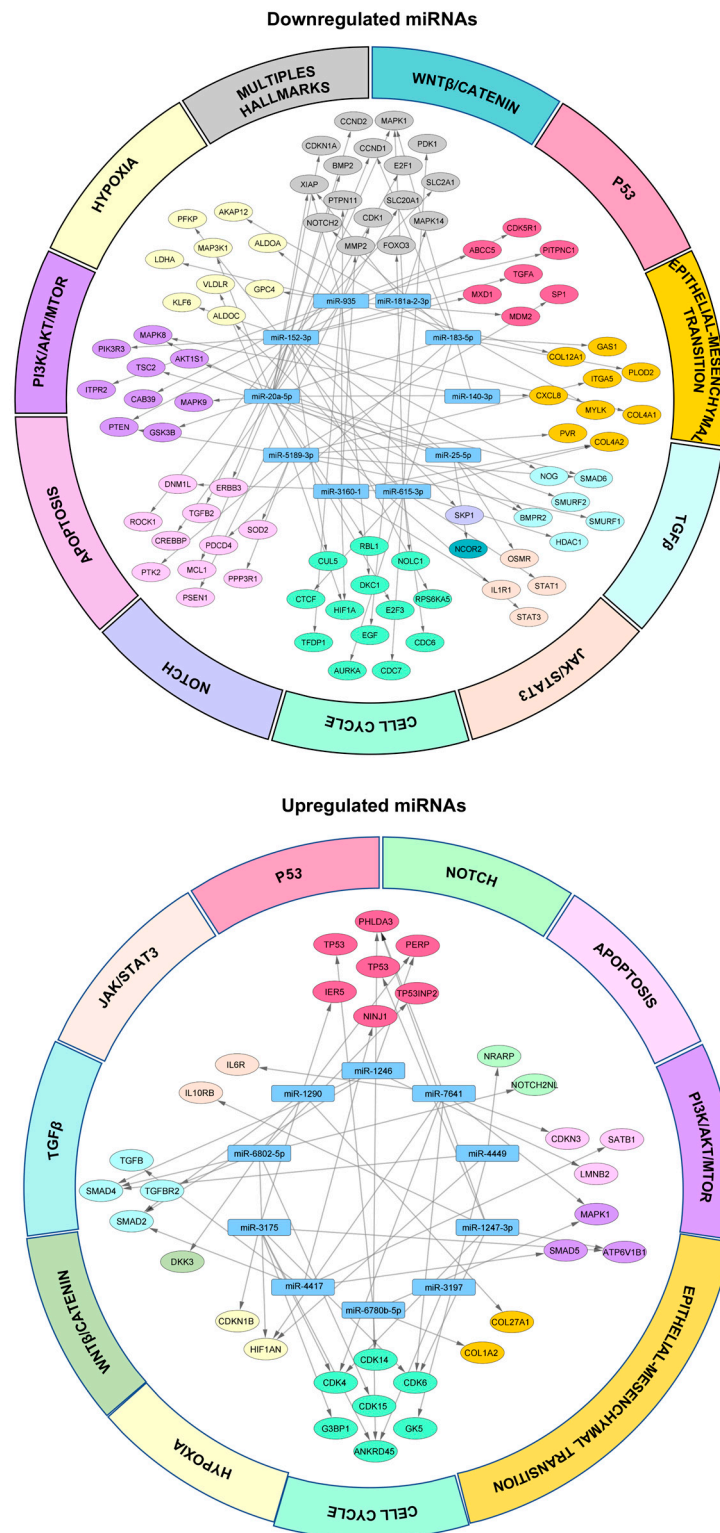 Downregulated miRNAs
MULTIPLES
HALLMARKS
WNTβ/CATENIN
HYPOXIA
P53
PI3K/AKT/MTOR
EPITHELIAL-MESENCHYMAL
TRANSITION
APOPTOSIS
TGFβ
NOTCH
JAK/STAT3
CELL CYCLE
CCND2
MAPK1
CDKN1A
CCND1
PDK1
BMP2
E2F1
XIAP
SLC2A1
PTPN11
SLC20A1
NOTCH2
CDK1
MAPK14
MMP2
FOXO3
AKAP12
PFKP
ALDOA
MAP3K1
LDHA
VLDLR
GPC4
KLF6
ALDOC
CDK5R1
ABCC5
PITPNC1
TGFA
MXD1
SP1
MDM2
miR-935
miR-181a-2-3p
miR-152-3p
miR-183-5p
miR-20a-5p
miR-140-3p
miR-5189-3p
miR-25-5p
miR-3160-1
miR-615-3p
MAPK8
PIK3R3
AKT1S1
TSC2
ITPR2
CAB39
MAPK9
PTEN
GSK3B
GAS1
COL12A1
PLOD2
ITGA5
CXCL8
MYLK
COL4A1
PVR
COL4A2
DNM1L
ERBB3
ROCK1
TGFB2
CREBBP
SOD2
PDCD4
PTK2
MCL1
PPP3R1
PSEN1
NOG
SMAD6
SMURF2
BMPR2
SMURF1
HDAC1
SKP1
NCOR2
OSMR
STAT1
IL1R1
STAT3
RBL1
CUL5
NOLC1
DKC1
CTCF
HIF1A
E2F3
RPS6KA5
EGF
TFDP1
CDC6
AURKA
CDC7
Upregulated miRNAs
P53
NOTCH
JAK/STAT3
APOPTOSIS
TGFβ
PI3K/AKT/MTOR
WNTβ/CATENIN
EPITHELIAL-MESENCHYMAL TRANSITION
HYPOXIA
CELL CYCLE
PHLDA3
TP53
PERP
TP53
IER5
TP53INP2
NINJ1
IL6R
NRARP
IL10RB
NOTCH2NL
miR-1246
miR-1290
miR-7641
miR-6802-5p
miR-4449
miR-3175
miR-1247-3p
miR-4417
miR-3197
miR-6780b-5p
CDKN3
SATB1
LMNB2
TGFB
SMAD4
TGFBR2
SMAD2
MAPK1
SMAD5
ATP6V1B1
DKK3
CDKN1B
HIF1AN
COL27A1
COL1A2
CDK14
CDK4
CDK6
CDK15
G3BP1
GK5
ANKRD45